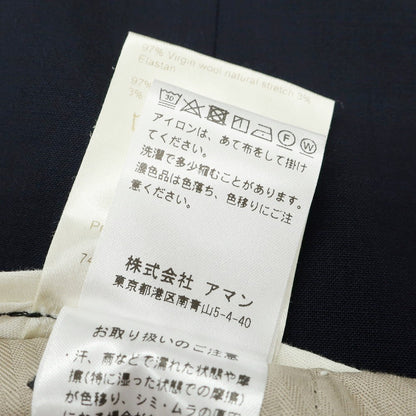 97% Virgin wool natural stretch 3%
Elastan
97%
3%
30
F
W
アイロンは、あて布をして掛け
てください。
洗濯で多少縮むことがあります。
濃色品は色落ち、色移りにご注
意ください。
株式会社 アマン
東京都港区南青山5-4-40
74
お取り扱いのご注意
・汗、雨などで濡れた状態や摩
擦(特に湿った状態での摩擦)
が移り、シミ・ムラの